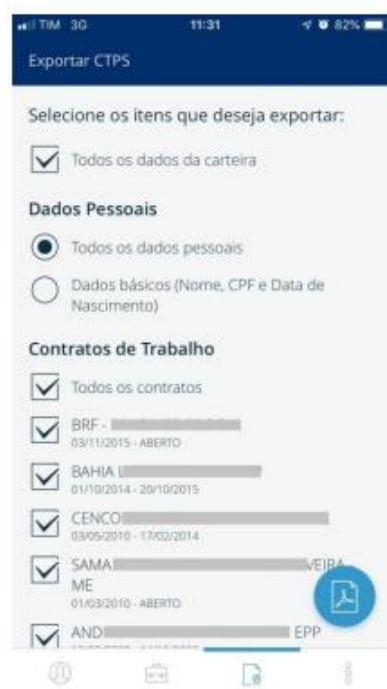 TIM 3G 11:31 82%
Exportar CTPS
Selecione os itens que deseja exportar:
Todos os dados da carteira
Dados Pessoais
Todos os dados pessoais
Dados básicos (Nome, CPF e Data de
Nascimento)
Contratos de Trabalho
Todos os contratos
BRF -
03/11/2015 - ABERTO
BAHIA
01/10/2014 - 20/10/2015
CENCO
03/05/2010 - 17/02/2014
SAMA VEIRA
ME
01/03/2010 - ABERTO
AND EPP